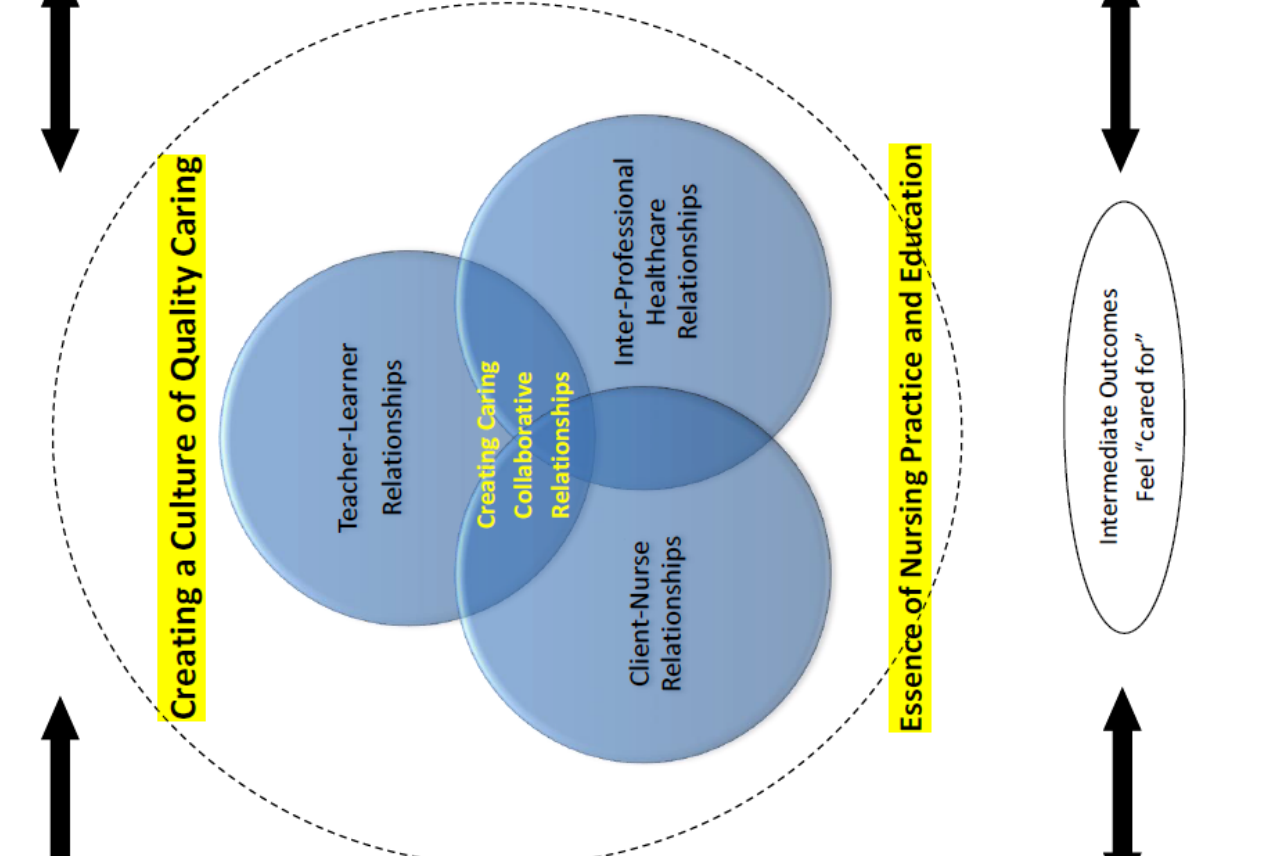 Creating a Culture of Quality Caring
Teacher-Learner
Relationships
Creating Caring
Collaborative
Relationships
Client-Nurse
Relationships
Inter-Professional
Healthcare
Relationships
Essence of Nursing Practice and Education
Intermediate Outcomes
Feel “cared for”